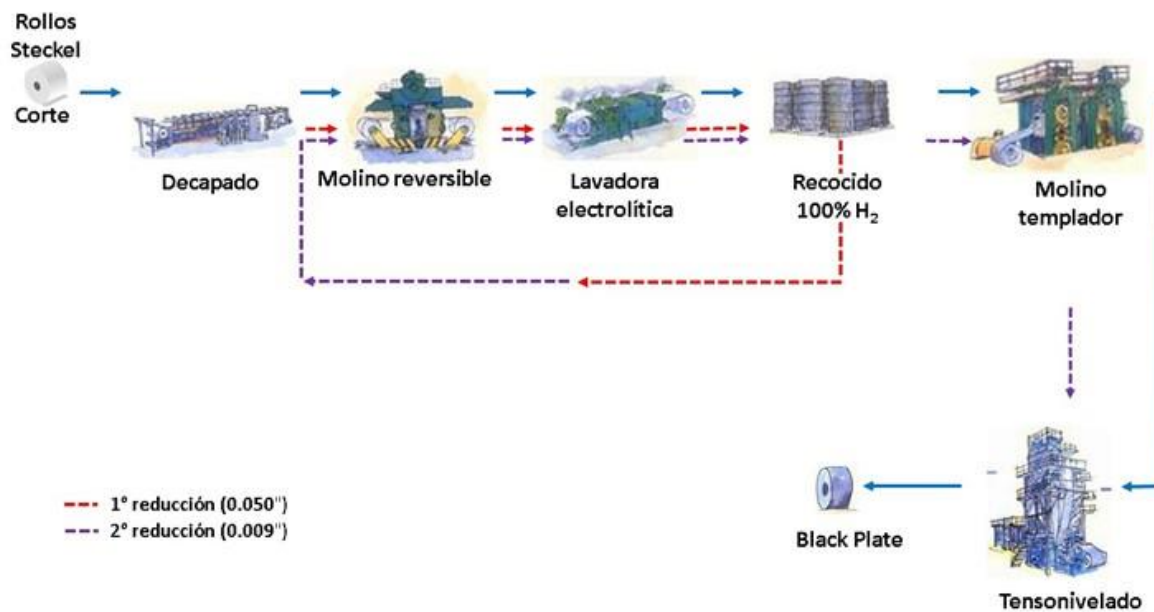 Rollos
Steckel
Corte
Decapado
Molino reversible
Lavadora
electrolítica
Recocido
100% H₂
Molino
templador
1° reducción (0.050")
2° reducción (0.009")
Black Plate
Tensonivelado